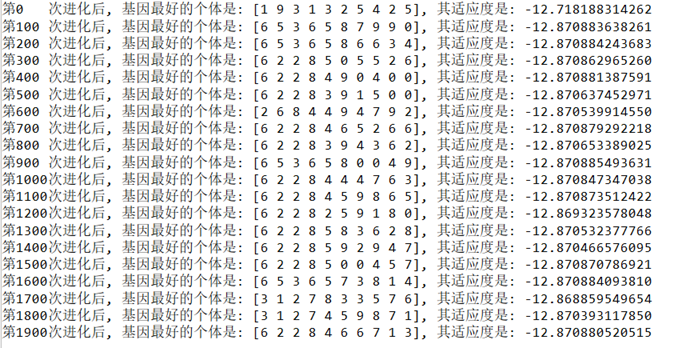 第0   次进化后, 基因最好的个体是: [1 9 3 1 3 2 5 4 2 5], 其适应度是: -12.718188314262
第100 次进化后, 基因最好的个体是: [6 5 3 6 5 8 7 9 9 0], 其适应度是: -12.870883638261
第200 次进化后, 基因最好的个体是: [6 5 3 6 5 8 6 6 3 4], 其适应度是: -12.870884243683
第300 次进化后, 基因最好的个体是: [6 2 2 8 5 0 5 5 2 6], 其适应度是: -12.870862965260
第400 次进化后, 基因最好的个体是: [6 2 2 8 4 9 0 4 0 0], 其适应度是: -12.870881387591
第500 次进化后, 基因最好的个体是: [6 2 2 8 3 9 1 5 0 0], 其适应度是: -12.870637452971
第600 次进化后, 基因最好的个体是: [2 6 8 4 4 9 4 7 9 2], 其适应度是: -12.870539914550
第700 次进化后, 基因最好的个体是: [6 2 2 8 4 6 5 2 6 6], 其适应度是: -12.870879292218
第800 次进化后, 基因最好的个体是: [6 2 2 8 3 9 4 3 6 2], 其适应度是: -12.870653389025
第900 次进化后, 基因最好的个体是: [6 5 3 6 5 8 0 0 4 9], 其适应度是: -12.870885493631
第1000次进化后, 基因最好的个体是: [6 2 2 8 4 4 4 7 6 3], 其适应度是: -12.870847347038
第1100次进化后, 基因最好的个体是: [6 2 2 8 4 5 9 8 6 5], 其适应度是: -12.870873512422
第1200次进化后, 基因最好的个体是: [6 2 2 8 2 5 9 1 8 0], 其适应度是: -12.869323578048
第1300次进化后, 基因最好的个体是: [6 2 2 8 5 8 3 6 2 8], 其适应度是: -12.870532377766
第1400次进化后, 基因最好的个体是: [6 2 2 8 5 9 2 9 4 7], 其适应度是: -12.870466576095
第1500次进化后, 基因最好的个体是: [6 2 2 8 5 0 0 4 5 7], 其适应度是: -12.870870786921
第1600次进化后, 基因最好的个体是: [6 5 3 6 5 7 3 8 1 4], 其适应度是: -12.870884093810
第1700次进化后, 基因最好的个体是: [3 1 2 7 8 3 3 5 7 6], 其适应度是: -12.868859549654
第1800次进化后, 基因最好的个体是: [3 1 2 7 4 5 9 8 7 1], 其适应度是: -12.870393117850
第1900次进化后, 基因最好的个体是: [6 2 2 8 4 6 6 7 1 3], 其适应度是: -12.870880520515